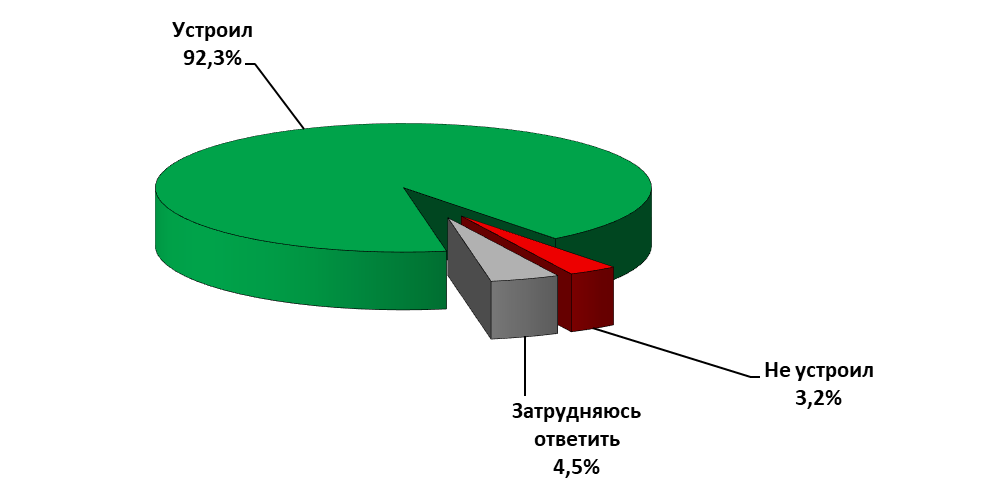 Устроил
92,3%
Не устроил
3,2%
Затрудняюсь
ответить
4,5%